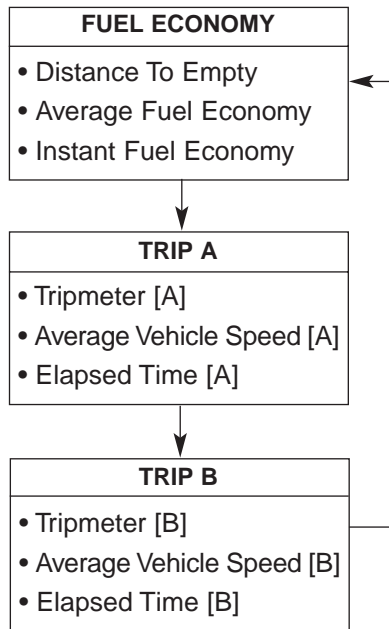 FUEL ECONOMY
• Distance To Empty
• Average Fuel Economy
• Instant Fuel Economy
TRIP A
• Tripmeter [A]
• Average Vehicle Speed [A]
• Elapsed Time [A]
TRIP B
• Tripmeter [B]
• Average Vehicle Speed [B]
• Elapsed Time [B]